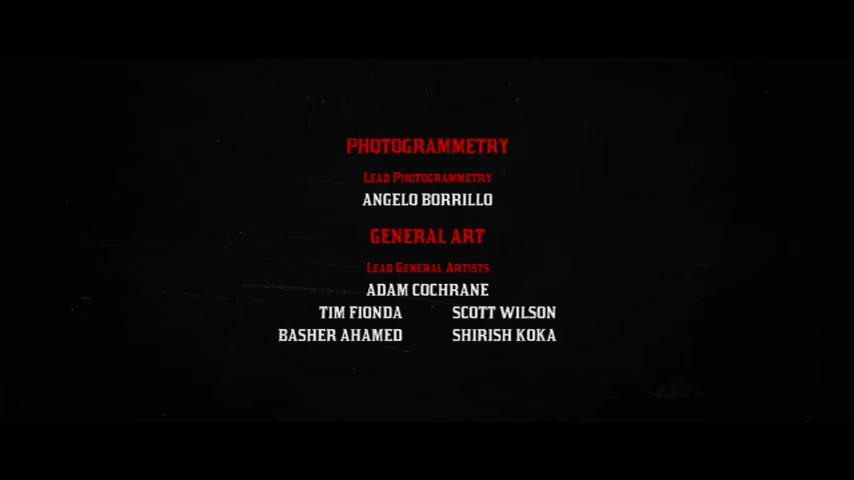 PHOTOGRAMMETRY
LEAD PHOTOGRAMMETRY
ANGELO BORRILLO
GENERAL ART
LEAD GENERAL ARTISTS
ADAM COCHRANE
TIM FIONDA SCOTT WILSON
BASHER AHAMED SHIRISH KOKA